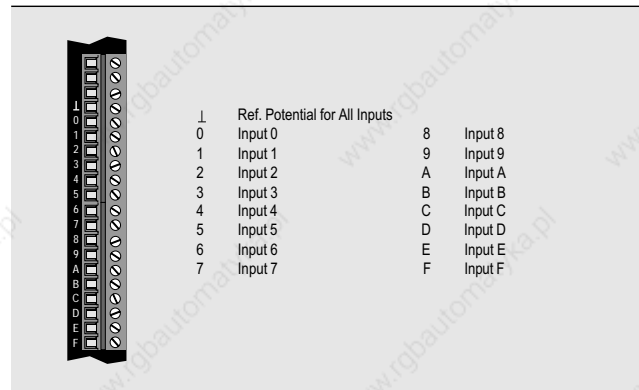 ⊥
0
1
2
3
4
5
6
7
8
9
A
B
C
D
E
F
⊥ Ref. Potential for All Inputs
0 Input 0 8 Input 8
1 Input 1 9 Input 9
2 Input 2 A Input A
3 Input 3 B Input B
4 Input 4 C Input C
5 Input 5 D Input D
6 Input 6 E Input E
7 Input 7 F Input F
www.rgbautomatyka.pl